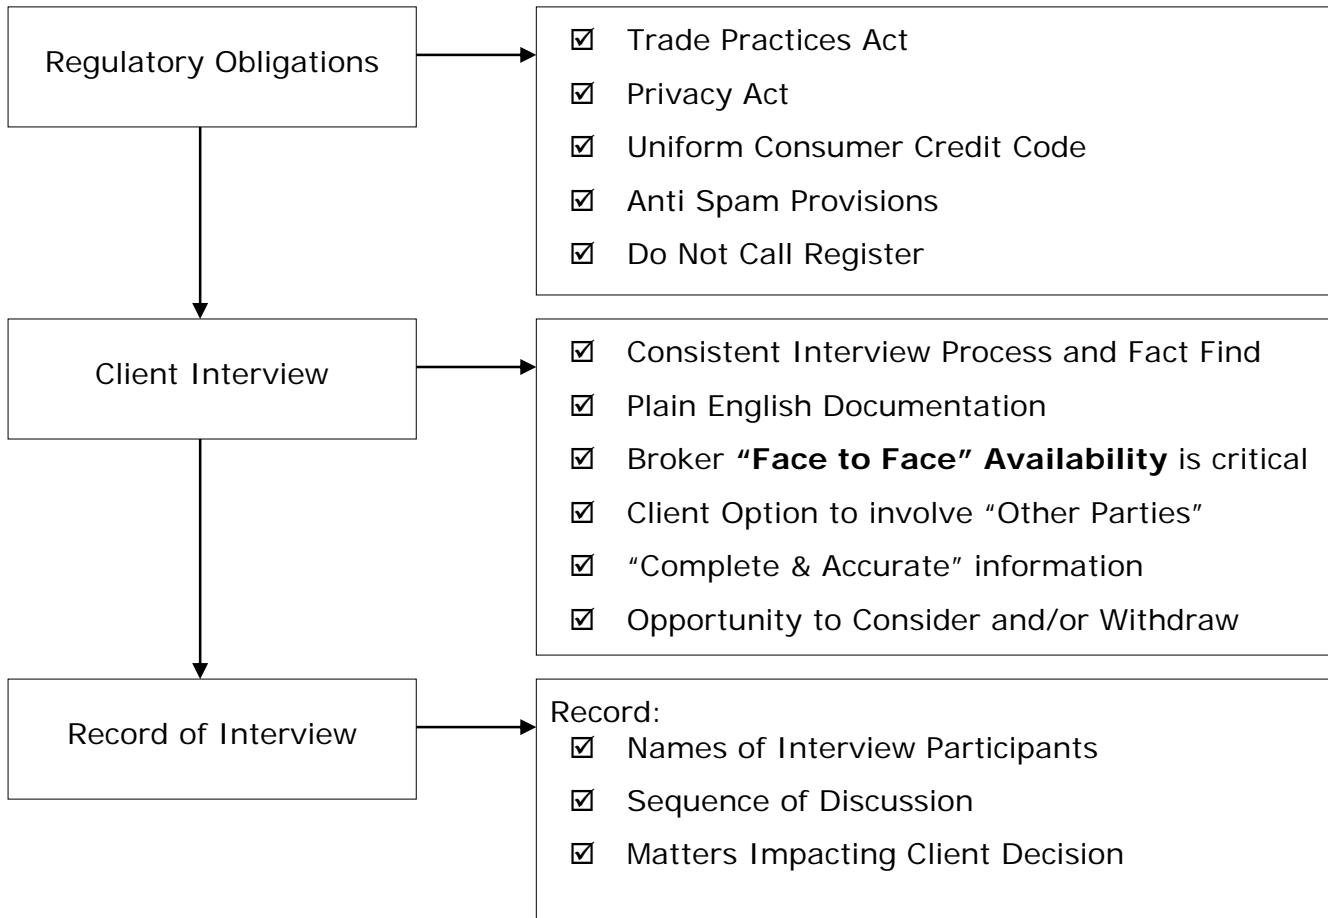 Regulatory Obligations
☑ Trade Practices Act
☑ Privacy Act
☑ Uniform Consumer Credit Code
☑ Anti Spam Provisions
☑ Do Not Call Register
Client Interview
☑ Consistent Interview Process and Fact Find
☑ Plain English Documentation
☑ Broker “Face to Face” Availability is critical
☑ Client Option to involve “Other Parties”
☑ “Complete & Accurate” information
☑ Opportunity to Consider and/or Withdraw
Record of Interview
Record:
☑ Names of Interview Participants
☑ Sequence of Discussion
☑ Matters Impacting Client Decision